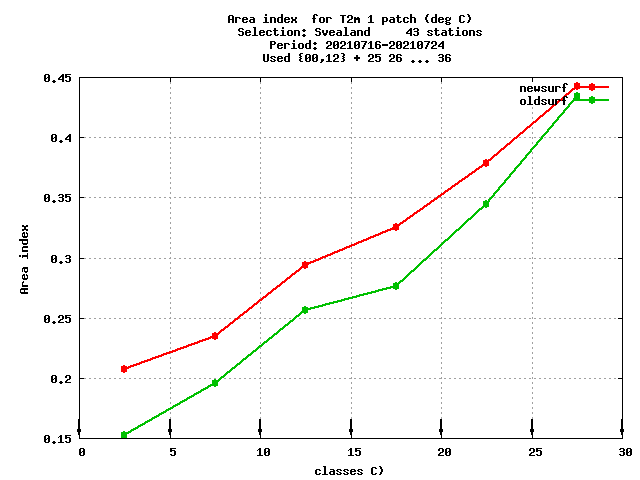 Area index  for T2m 1 patch (deg C)
Selection: Svealand     43 stations
Period: 20210716-20210724
Used {00,12} + 25 26 ... 36
newsurf
oldsurf
0.45
0.4
0.35
0.3
0.25
0.2
0.15
Area index
0 5 10 15 20 25 30
classes C)